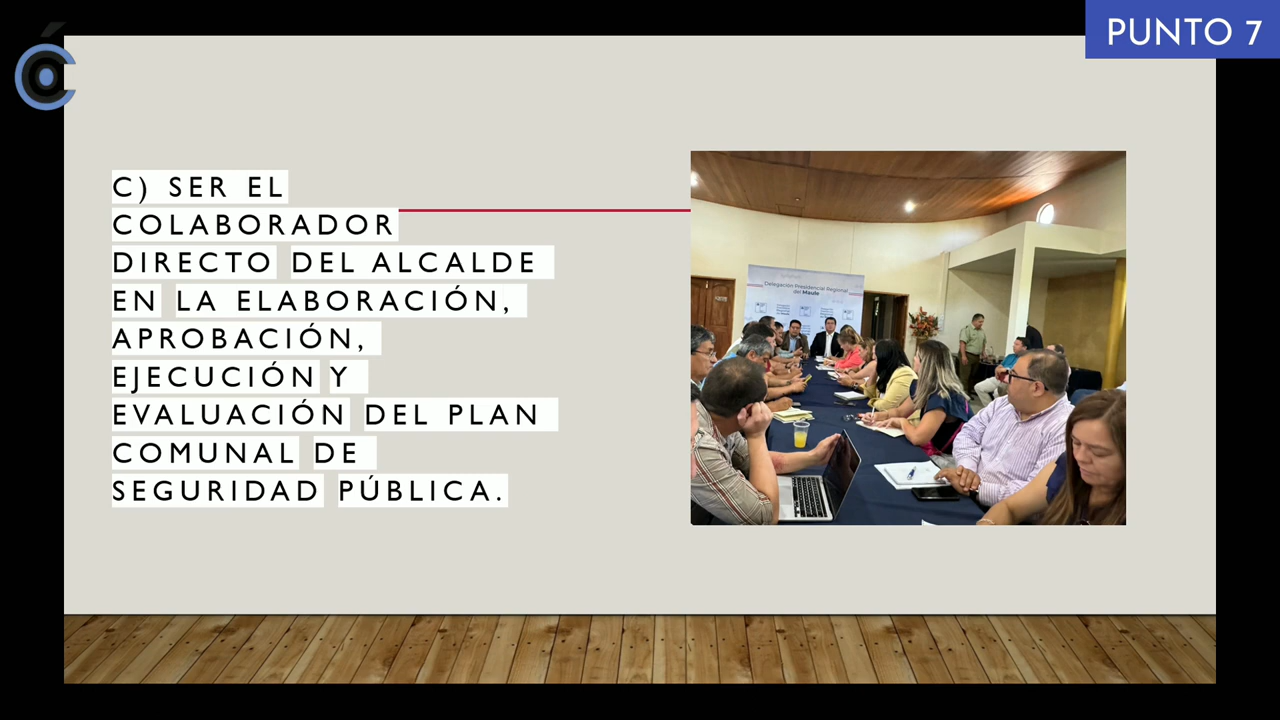 PUNTO 7
C) SER EL
COLABORADOR
DIRECTO DEL ALCALDE
EN LA ELABORACIÓN,
APROBACIÓN,
EJECUCIÓN Y
EVALUACIÓN DEL PLAN
COMUNAL DE
SEGURIDAD PÚBLICA.
Delegación Presidencial Regional
del Maule